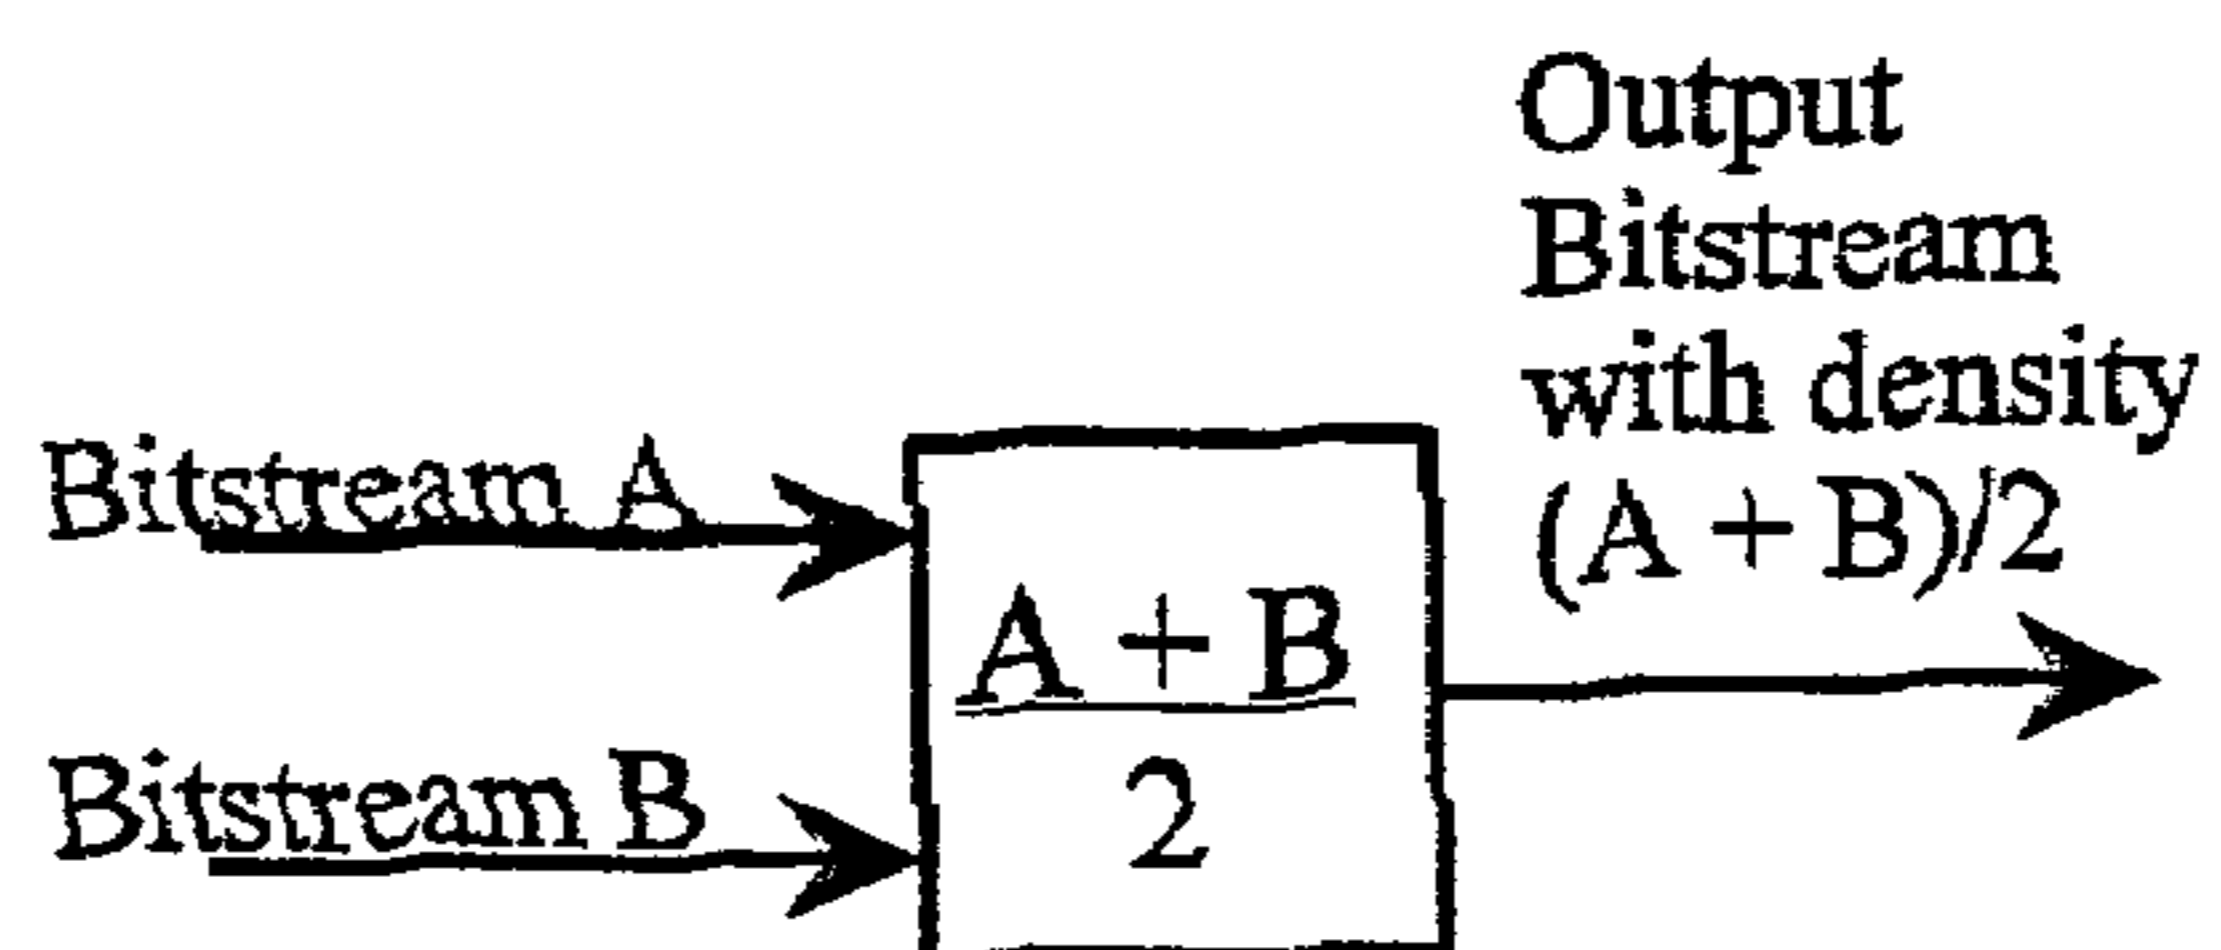 Output
Bitstream
with density
(A + B)/2
Bitstream A
A + B
2
Bitstream B